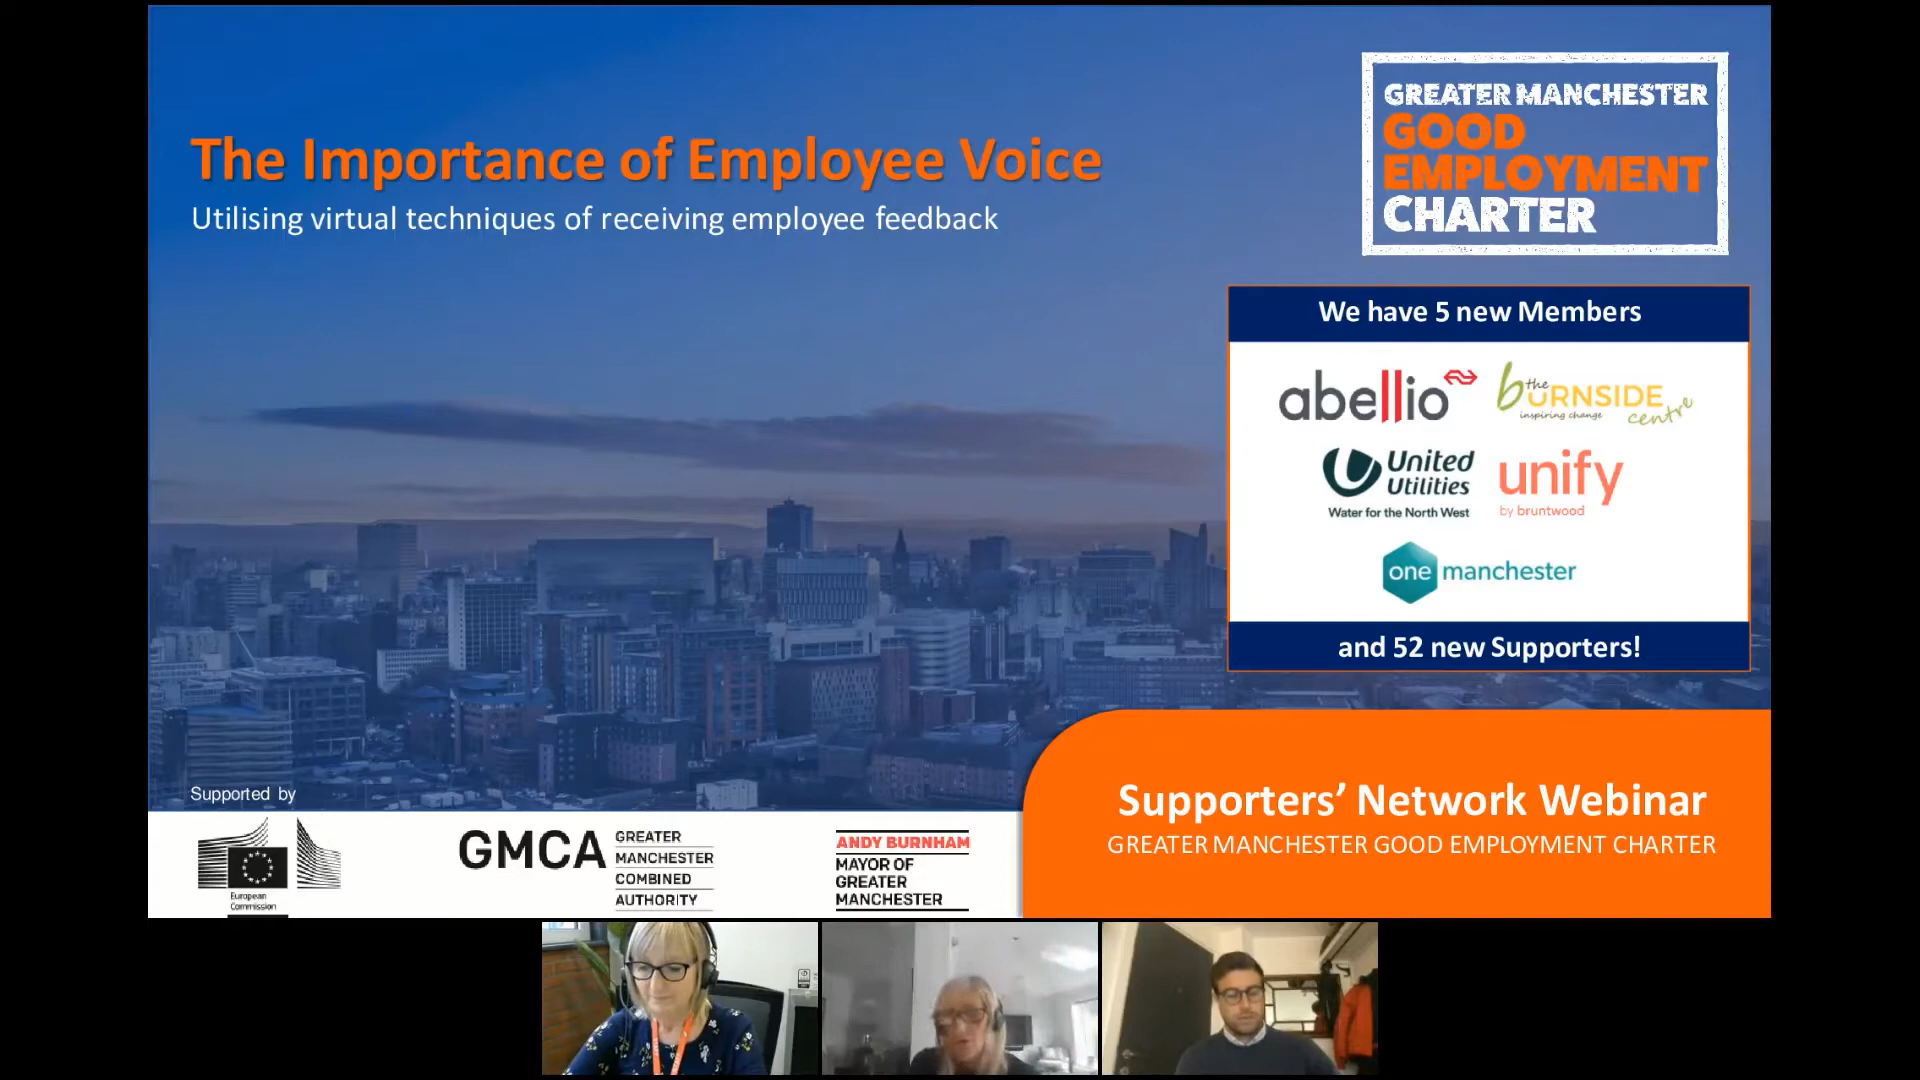 The Importance of Employee Voice
Utilising virtual techniques of receiving employee feedback
GREATER MANCHESTER
GOOD
EMPLOYMENT
CHARTER
We have 5 new Members
abellio
the
bURNSIDE
inspiring change
centre
United
Utilities
Water for the North West
unify
by bruntwood
one manchester
and 52 new Supporters!
Supported by
European
Commission
GMCA
GREATER
MANCHESTER
COMBINED
AUTHORITY
ANDY BURNHAM
MAYOR OF
GREATER
MANCHESTER
Supporters’ Network Webinar
GREATER MANCHESTER GOOD EMPLOYMENT CHARTER